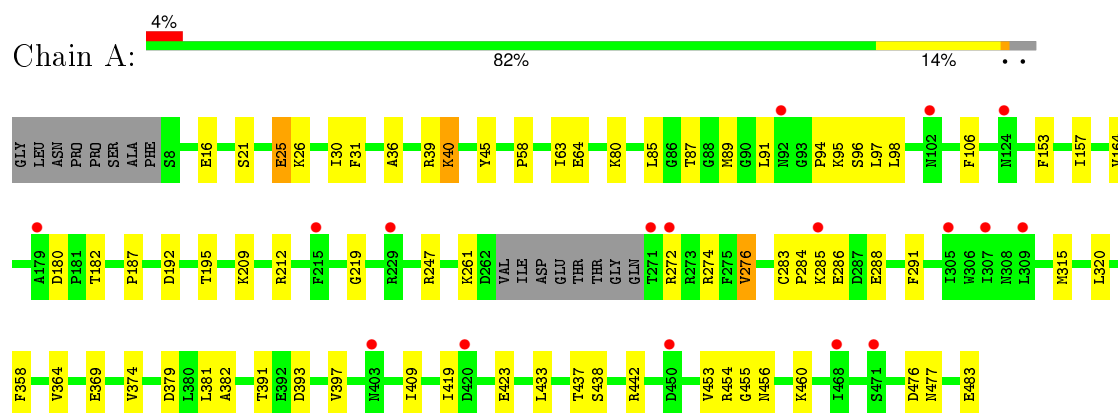 4%
Chain A:
82%
14%
GLY LEU ASN PRO PRO SER ALA PHE S8 E16 S21 E25 K26 I30 F31 A36 R39 K40 Y45 P58 I63 E64 K80 L85 G86 T87 G88 M89 G90 L91 N92 G93 P94 K95 S96 L97 L98 N102 F106 N124 F153 I157 V164
A179 D180 P181 T182 P187 D192 T195 K209 R212 F215 G219 R229 R247 K261 D262 VAL ILE ASP GLU THR THR GLY GLN T271 R272 R273 R274 F275 V276 C283 P284 K285 E286 D287 E288 F291 I305 W306 I307 N308 L309 M315 L320
F358 V364 E369 V374 D379 L380 L381 A382 T391 E392 D393 V397 N403 I409 I419 D420 E423 L433 T437 S438 R442 D450 V453 R454 G455 N456 K460 I468 S471 D476 N477 E483